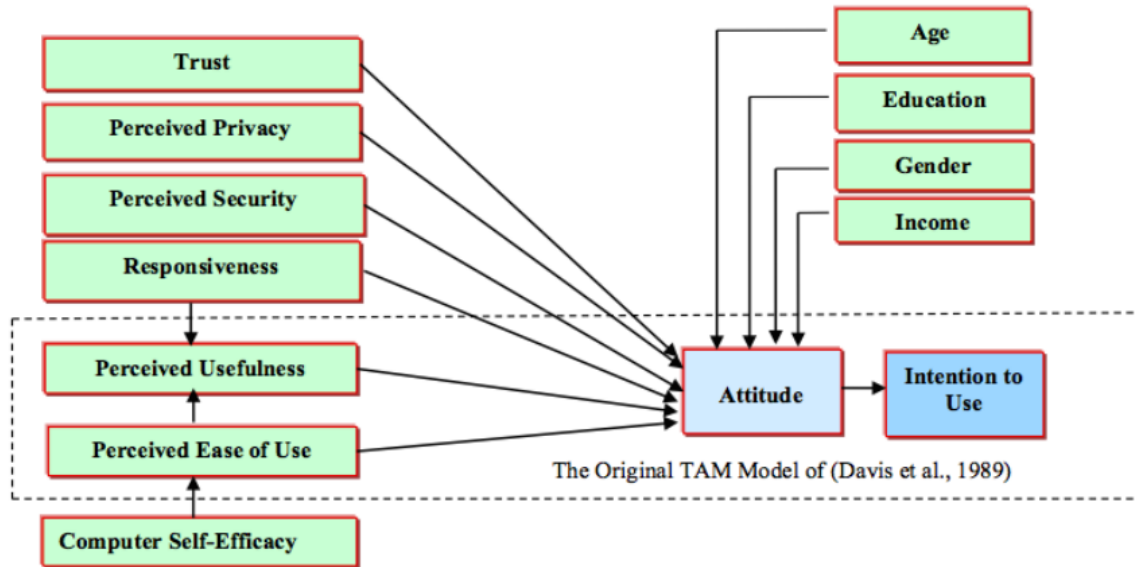 Trust
Perceived Privacy
Perceived Security
Responsiveness
Perceived Usefulness
Perceived Ease of Use
Computer Self-Efficacy
Age
Education
Gender
Income
Attitude
Intention to
Use
The Original TAM Model of (Davis et al., 1989)